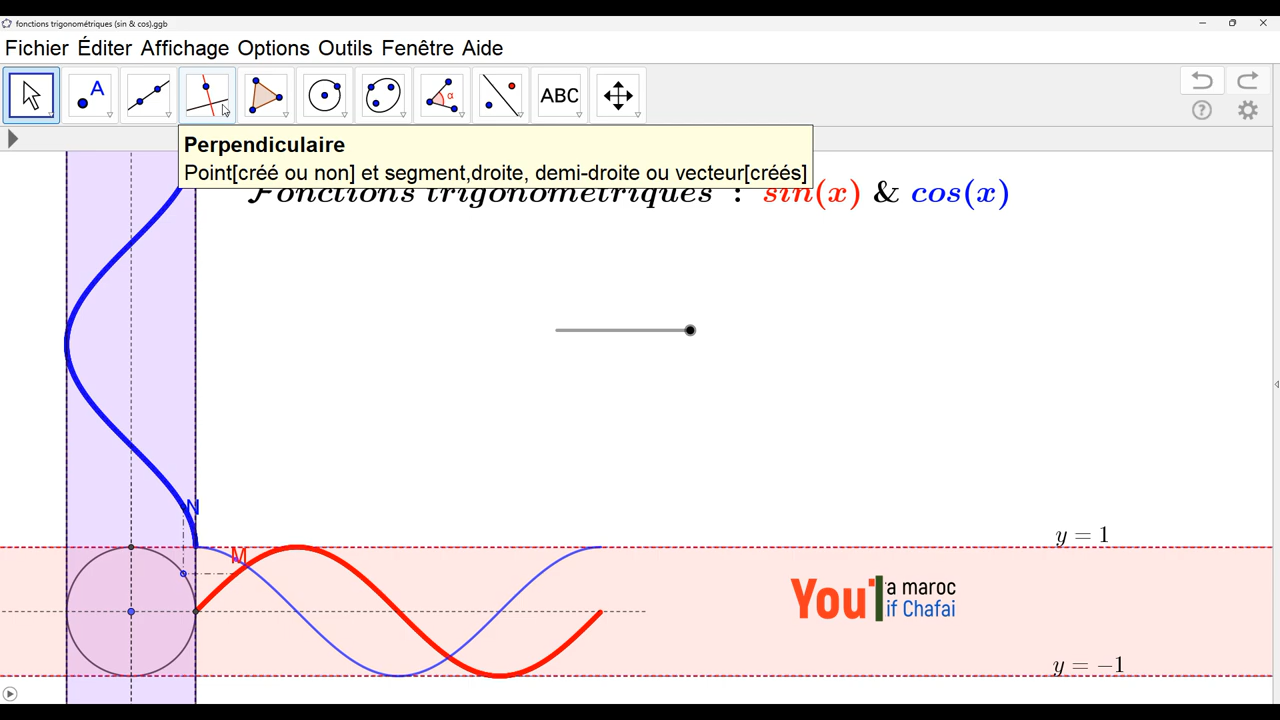 fonctions trigonométriques (sin & cos).ggb
Fichier Éditer Affichage Options Outils Fenêtre Aide
A
α
ABC
Perpendiculaire
Point[créé ou non] et segment,droite, demi-droite ou vecteur[créés]
Fonctions trigonometriques : sin(x) & cos(x)
N
y = 1
M
You
a maroc
if Chafai
y = −1